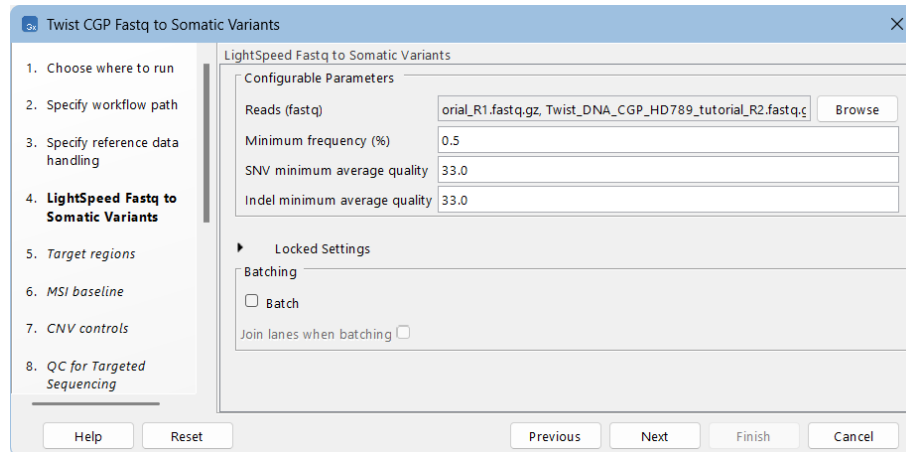 Gx Twist CGP Fastq to Somatic Variants
1. Choose where to run
2. Specify workflow path
3. Specify reference data
handling
4. LightSpeed Fastq to
Somatic Variants
5. Target regions
6. MSI baseline
7. CNV controls
8. QC for Targeted
Sequencing
LightSpeed Fastq to Somatic Variants
Configurable Parameters
Reads (fastq) orial_R1.fastq.gz, Twist_DNA_CGP_HD789_tutorial_R2.fastq.g Browse
Minimum frequency (%) 0.5
SNV minimum average quality 33.0
Indel minimum average quality 33.0
Locked Settings
Batching
Batch
Join lanes when batching
Help Reset Previous Next Finish Cancel